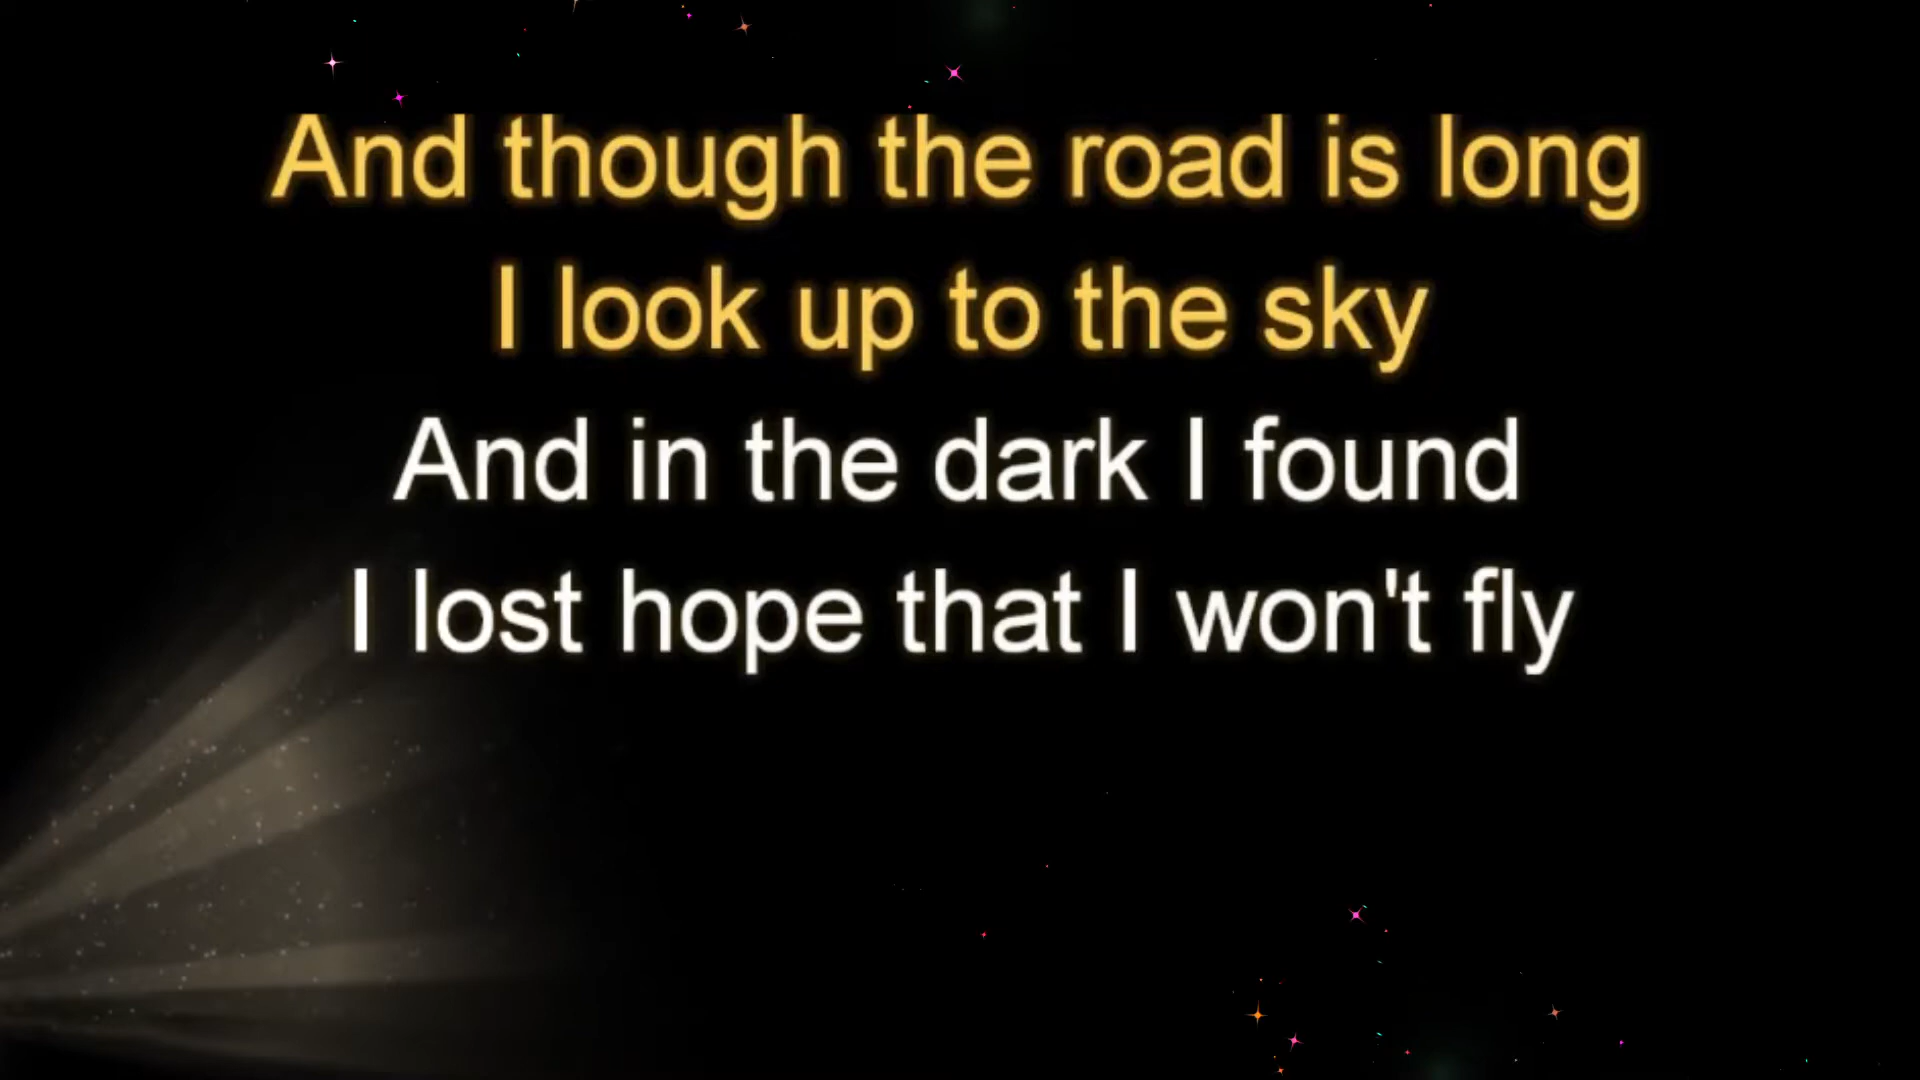 And though the road is long
I look up to the sky
And in the dark I found
I lost hope that I won't fly